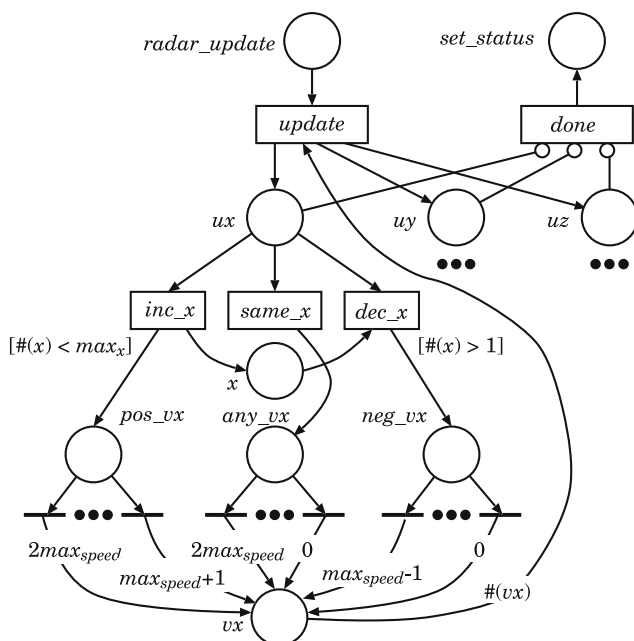 radar_update
set_status
update
done
ux
uy
uz
inc_x
same_x
dec_x
[#(x) < max_x]
x
[#(x) > 1]
pos_vx
any_vx
neg_vx
2max_speed
max_speed+1
2max_speed
0
max_speed-1
0
#(vx)
vx